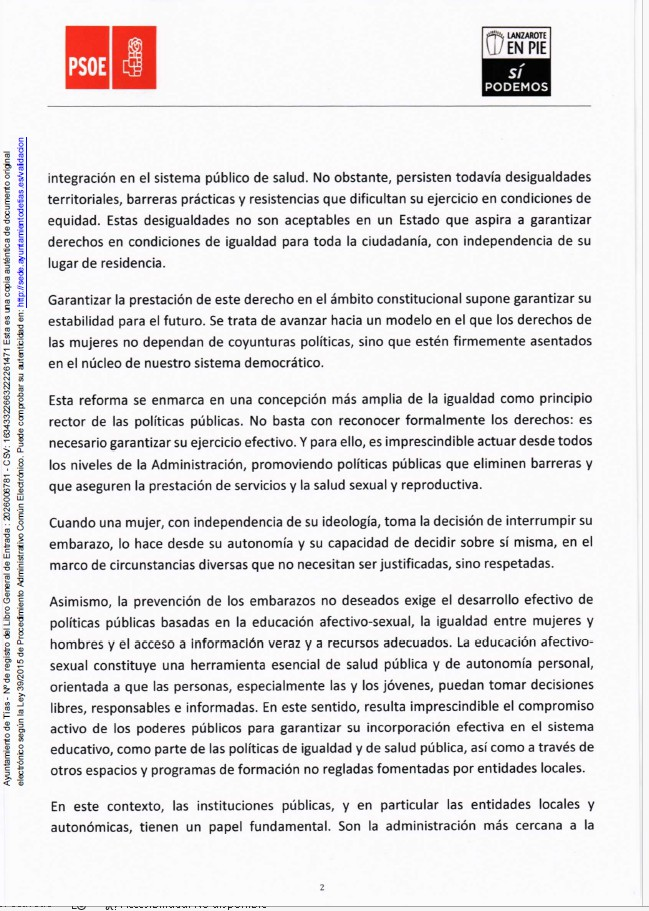 PSOE
LANZAROTE
EN PIE
SÍ
PODEMOS
integración en el sistema público de salud. No obstante, persisten todavía desigualdades
territoriales, barreras prácticas y resistencias que dificultan su ejercicio en condiciones de
equidad. Estas desigualdades no son aceptables en un Estado que aspira a garantizar
derechos en condiciones de igualdad para toda la ciudadanía, con independencia de su
lugar de residencia.
Garantizar la prestación de este derecho en el ámbito constitucional supone garantizar su
estabilidad para el futuro. Se trata de avanzar hacia un modelo en el que los derechos de
las mujeres no dependan de coyunturas políticas, sino que estén firmemente asentados
en el núcleo de nuestro sistema democrático.
Esta reforma se enmarca en una concepción más amplia de la igualdad como principio
rector de las políticas públicas. No basta con reconocer formalmente los derechos: es
necesario garantizar su ejercicio efectivo. Y para ello, es imprescindible actuar desde todos
los niveles de la Administración, promoviendo políticas públicas que eliminen barreras y
que aseguren la prestación de servicios y la salud sexual y reproductiva.
Cuando una mujer, con independencia de su ideología, toma la decisión de interrumpir su
embarazo, lo hace desde su autonomía y su capacidad de decidir sobre sí misma, en el
marco de circunstancias diversas que no necesitan ser justificadas, sino respetadas.
Asimismo, la prevención de los embarazos no deseados exige el desarrollo efectivo de
políticas públicas basadas en la educación afectivo-sexual, la igualdad entre mujeres y
hombres y el acceso a información veraz y a recursos adecuados. La educación afectivo-
sexual constituye una herramienta esencial de salud pública y de autonomía personal,
orientada a que las personas, especialmente las y los jóvenes, puedan tomar decisiones
libres, responsables e informadas. En este sentido, resulta imprescindible el compromiso
activo de los poderes públicos para garantizar su incorporación efectiva en el sistema
educativo, como parte de las políticas de igualdad y de salud pública, así como a través de
otros espacios y programas de formación no regladas fomentadas por entidades locales.
En este contexto, las instituciones públicas, y en particular las entidades locales y
autonómicas, tienen un papel fundamental. Son la administración más cercana a la
2
Ayuntamiento de Tías - Nº de registro del Libro General de Entrada : 2026006781 - CSV: 16343322663222261471 Esta es una copia auténtica de documento original
electrónico según la Ley 39/2015 de Procedimiento Administrativo Común Electrónico. Puede comprobar su autenticidad en: http://sede.ayuntamientodetias.es/validacion